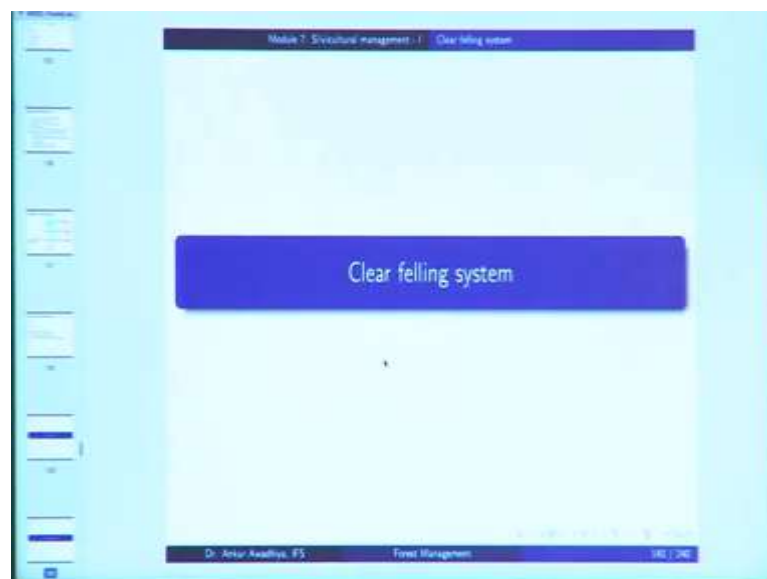 Module 7: Silvicultural management - I Clear felling system
Clear felling system
Dr. Ankur Awadhiya, IFS Forest Management